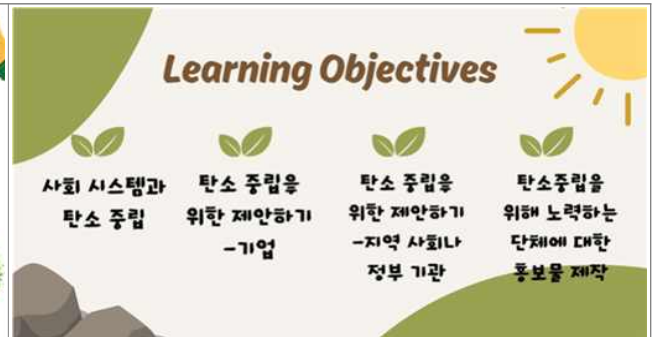 Learning Objectives
사회 시스템과
탄소 중립
탄소 중립을
위한 제안하기
-기업
탄소 중립을
위한 제안하기
-지역 사회나
정부 기관
탄소중립을
위해 노력하는
단체에 대한
홍보물 제작